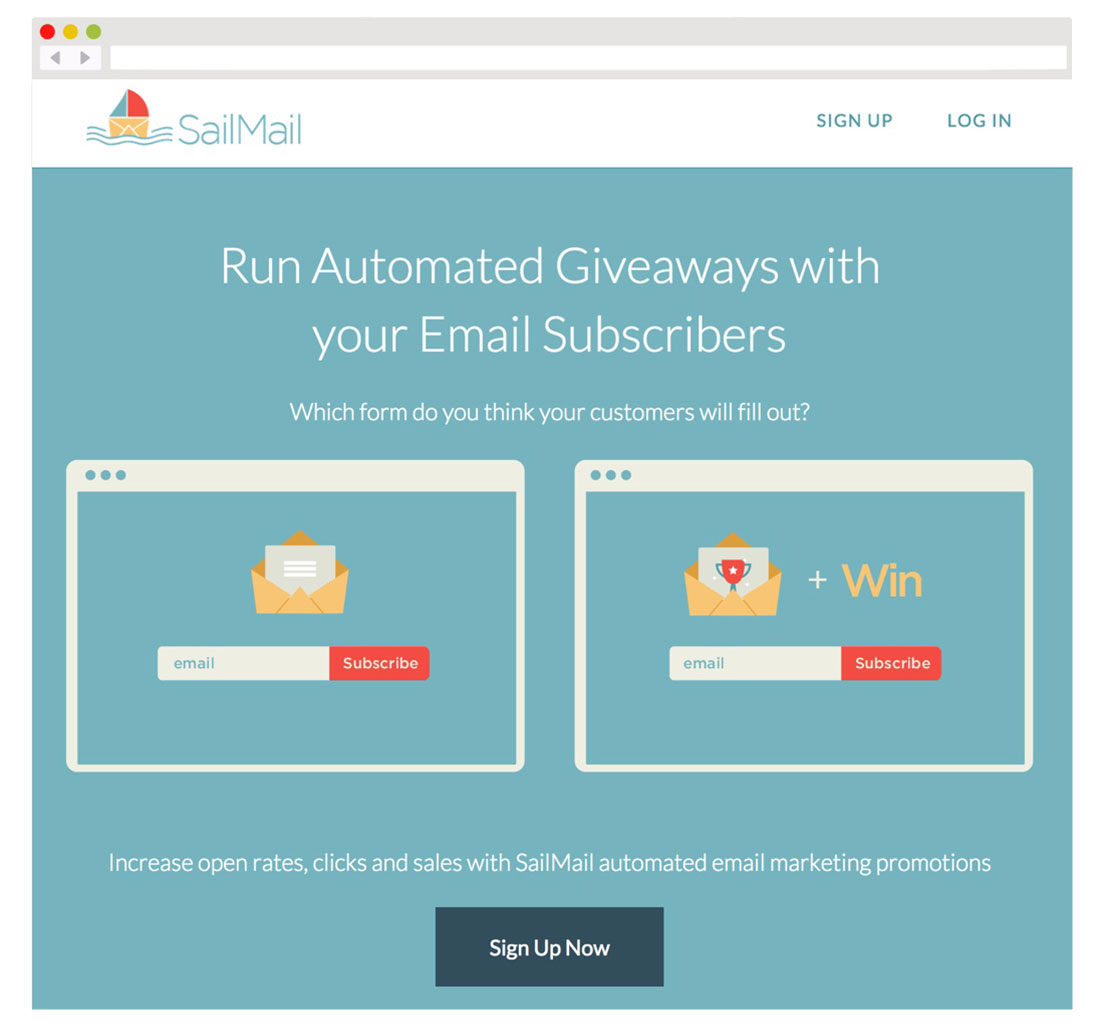 SailMail
SIGN UP
LOG IN
Run Automated Giveaways with
your Email Subscribers
Which form do you think your customers will fill out?
email
Subscribe
+ Win
email
Subscribe
Increase open rates, clicks and sales with SailMail automated email marketing promotions
Sign Up Now